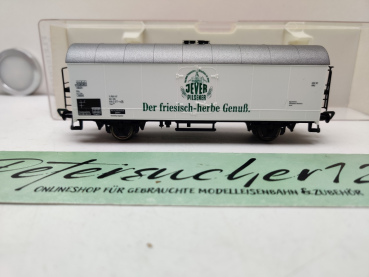 JEVER
PILSENER
Der friesisch-herbe Genuß.
Petersucher12
ONLINESHOP FÜR GEBRAUCHTE MODELLEISENBAHN & ZUBEHÖR